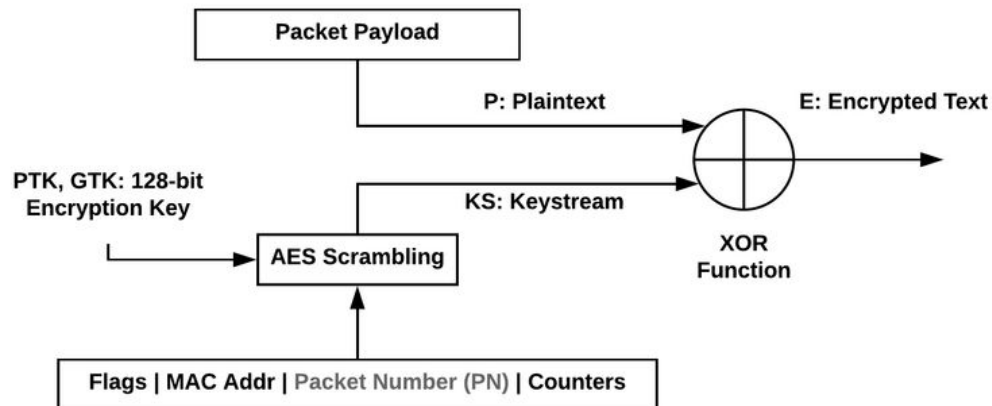 Packet Payload
P: Plaintext
E: Encrypted Text
PTK, GTK: 128-bit
Encryption Key
KS: Keystream
AES Scrambling
XOR
Function
Flags | MAC Addr | Packet Number (PN) | Counters